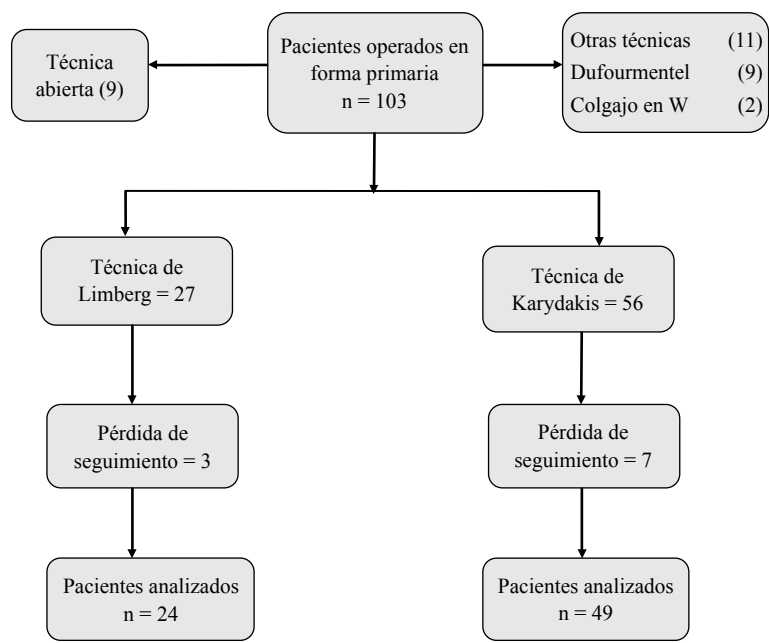 Técnica
abierta (9)
Pacientes operados en
forma primaria
n = 103
Otras técnicas (11)
Dufourmentel (9)
Colgajo en W (2)
Técnica de
Limberg = 27
Técnica de
Karydakis = 56
Pérdida de
seguimiento = 3
Pérdida de
seguimiento = 7
Pacientes analizados
n = 24
Pacientes analizados
n = 49